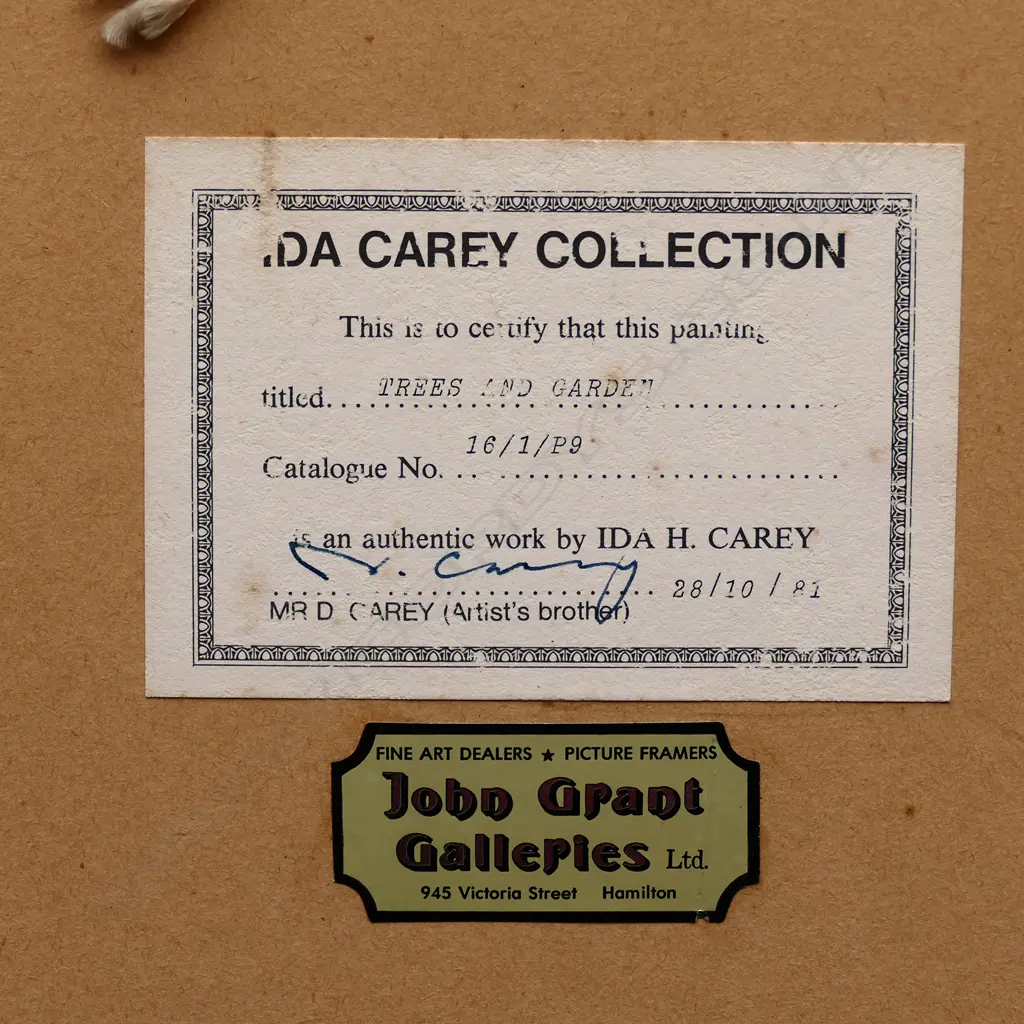 IDA CAREY COLLECTION
This is to certify that this painting
titled. . . TREES AND GARDEN
Catalogue No. . . 16/1/P9
is an authentic work by IDA H. CAREY
D. Carey 28/10/81
MR D. CAREY (Artist's brother)
FINE ART DEALERS ★ PICTURE FRAMERS
John Grant
Galleries Ltd.
945 Victoria Street Hamilton